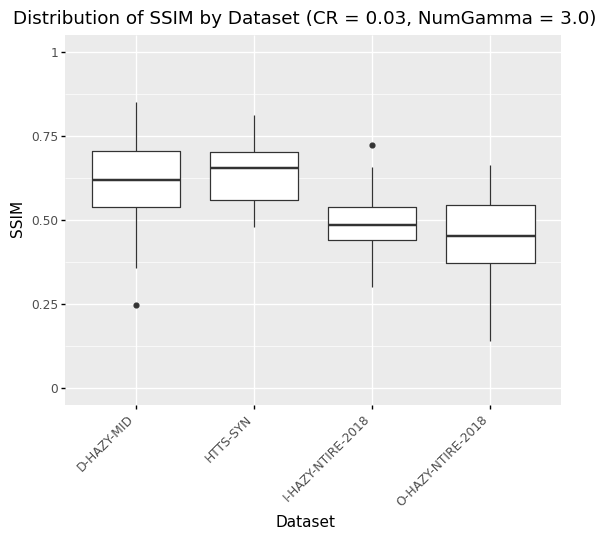 Distribution of SSIM by Dataset (CR = 0.03, NumGamma = 3.0)
1
0.75
0.50
0.25
0
SSIM
D-HAZY-MID
HTTS-SYN
I-HAZY-NTIRE-2018
O-HAZY-NTIRE-2018
Dataset